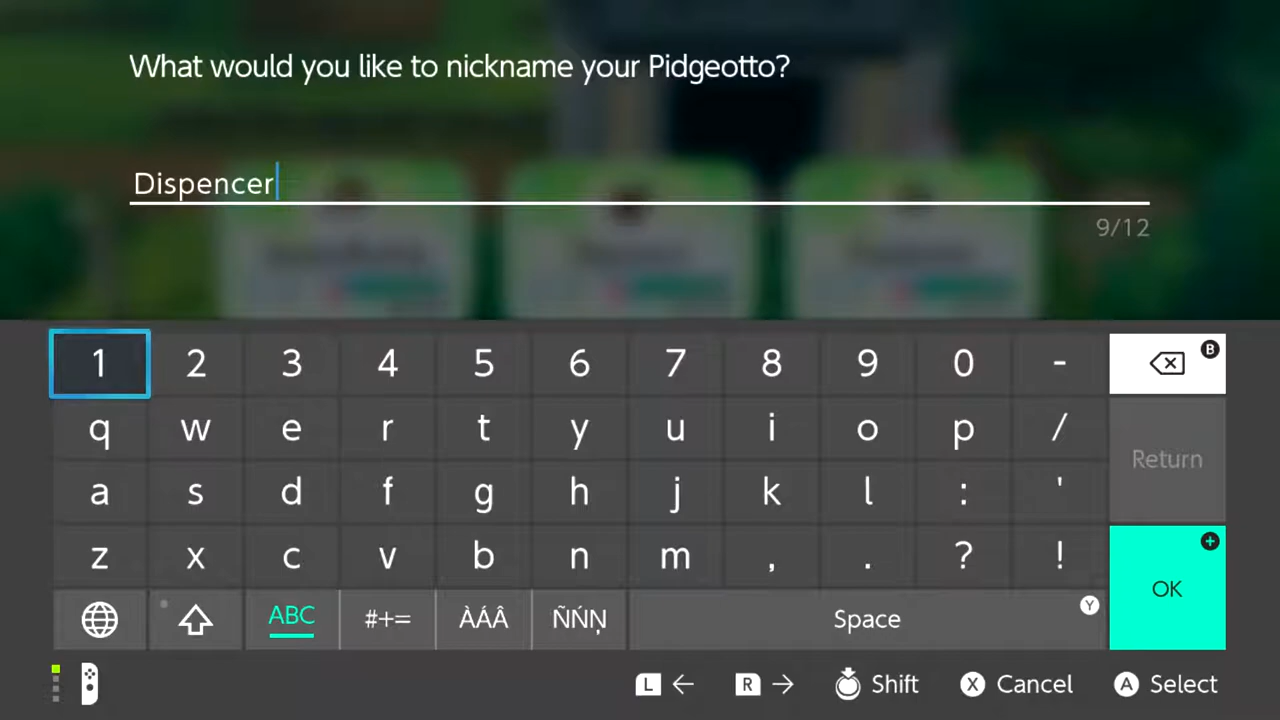 What would you like to nickname your Pidgeotto?
Dispencer
9/12
1 2 3 4 5 6 7 8 9 0 - B
q w e r t y u i o p /
Return
a s d f g h j k l : '
z x c v b n m , . ? ! +
OK
ABC #+= ÀÁÂ ÑŃŅ Space Y
L ← R → Shift X Cancel A Select